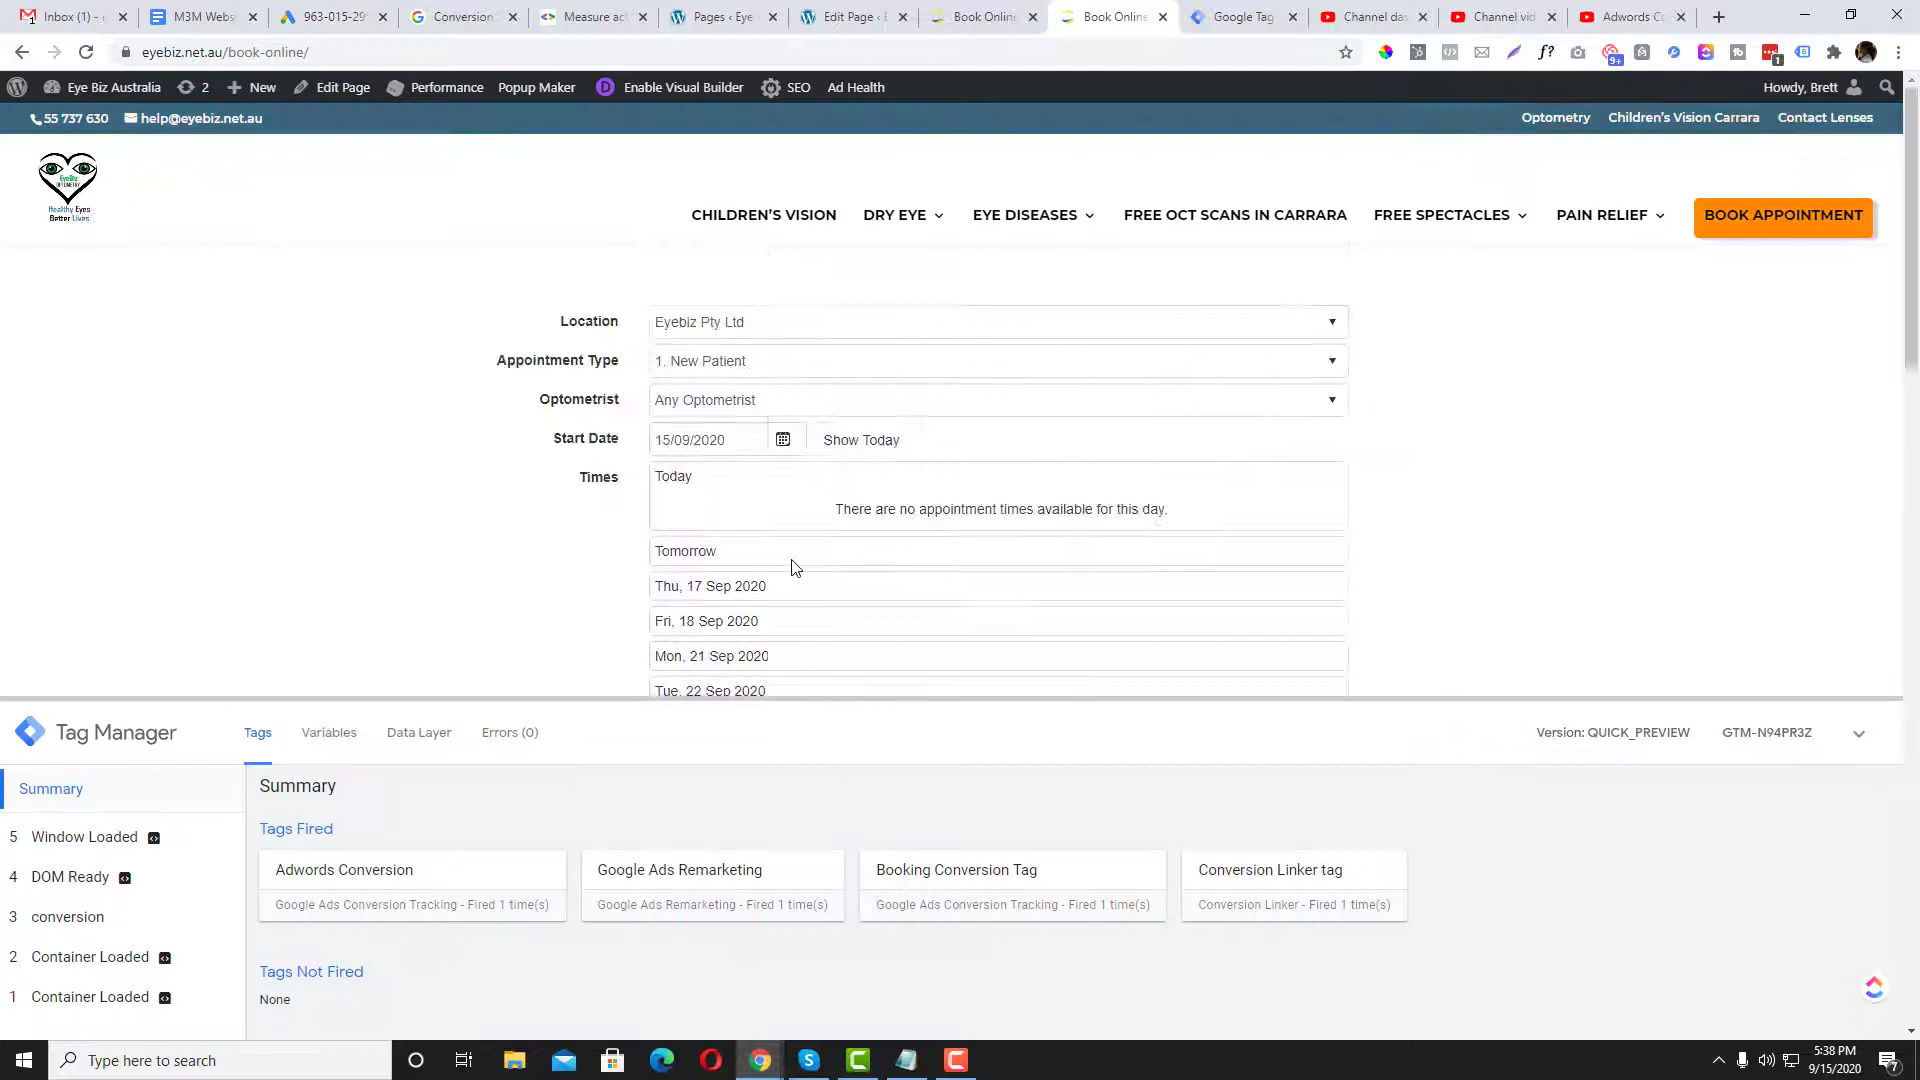 Inbox (1) -
M3M Webs
963-015-29
Conversion
Measure ac
Pages ‹ Eye
Edit Page ‹ E
Book Online
Book Online
Google Tag
Channel da
Channel vid
Adwords Co
eyebiz.net.au/book-online/
Eye Biz Australia
2
New
Edit Page
Performance
Popup Maker
Enable Visual Builder
SEO
Ad Health
Howdy, Brett
55 737 630
help@eyebiz.net.au
Optometry
Children's Vision Carrara
Contact Lenses
EyeBiz
OPTOMETRY
Healthy Eyes
Better Lives
CHILDREN'S VISION
DRY EYE
EYE DISEASES
FREE OCT SCANS IN CARRARA
FREE SPECTACLES
PAIN RELIEF
BOOK APPOINTMENT
Location
Eyebiz Pty Ltd
Appointment Type
1. New Patient
Optometrist
Any Optometrist
Start Date
15/09/2020
Show Today
Times
Today
There are no appointment times available for this day.
Tomorrow
Thu, 17 Sep 2020
Fri, 18 Sep 2020
Mon, 21 Sep 2020
Tue, 22 Sep 2020
Tag Manager
Tags
Variables
Data Layer
Errors (0)
Version: QUICK_PREVIEW
GTM-N94PR3Z
Summary
5 Window Loaded
4 DOM Ready
3 conversion
2 Container Loaded
1 Container Loaded
Summary
Tags Fired
Adwords Conversion
Google Ads Conversion Tracking - Fired 1 time(s)
Google Ads Remarketing
Google Ads Remarketing - Fired 1 time(s)
Booking Conversion Tag
Google Ads Conversion Tracking - Fired 1 time(s)
Conversion Linker tag
Conversion Linker - Fired 1 time(s)
Tags Not Fired
None
Type here to search
5:38 PM
9/15/2020